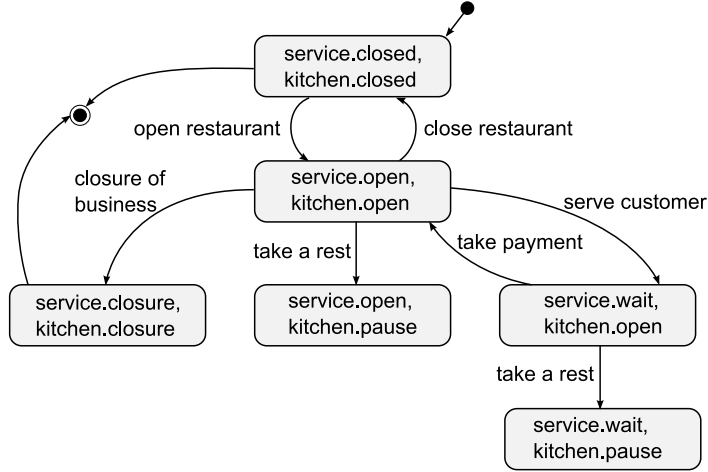 service.closed,
kitchen.closed
open restaurant
close restaurant
service.open,
kitchen.open
closure of
business
serve customer
take a rest
take payment
service.closure,
kitchen.closure
service.open,
kitchen.pause
service.wait,
kitchen.open
take a rest
service.wait,
kitchen.pause